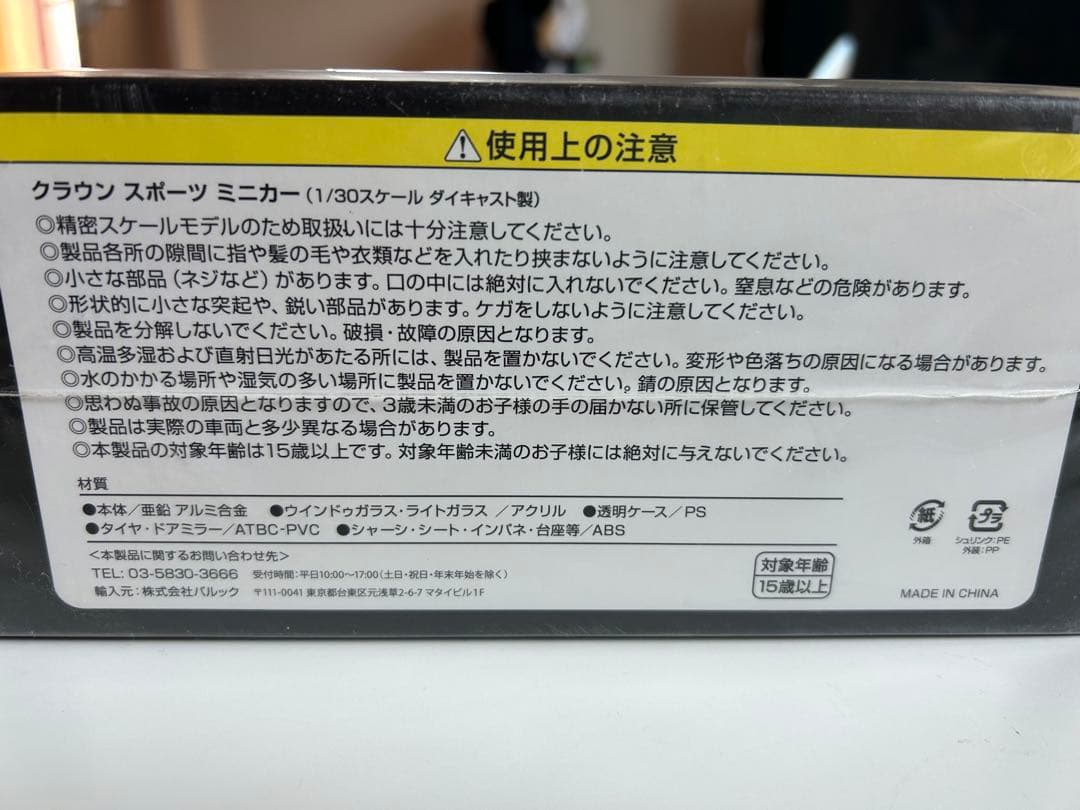 ⚠使用上の注意
クラウン スポーツ ミニカー(1/30スケール ダイキャスト製)
◎精密スケールモデルのため取扱いには十分注意してください。
◎製品各所の隙間に指や髪の毛や衣類などを入れたり挟まないように注意してください。
◎小さな部品(ネジなど)があります。口の中には絶対に入れないでください。窒息などの危険があります。
◎形状的に小さな突起や、鋭い部品があります。ケガをしないように注意してください。
◎製品を分解しないでください。破損・故障の原因となります。
◎高温多湿および直射日光があたる所には、製品を置かないでください。変形や色落ちの原因になる場合があります。
◎水のかかる場所や湿気の多い場所に製品を置かないでください。錆の原因となります。
◎思わぬ事故の原因となりますので、3歳未満のお子様の手の届かない所に保管してください。
◎製品は実際の車両と多少異なる場合があります。
◎本製品の対象年齢は15歳以上です。対象年齢未満のお子様には絶対に与えないでください。
材質
●本体/亜鉛 アルミ合金 ●ウインドゥガラス・ライトガラス /アクリル ●透明ケース/PS
●タイヤ・ドアミラー/ATBC-PVC ●シャーシ・シート・インパネ・台座等/ABS
<本製品に関するお問い合わせ先>
TEL: 03-5830-3666 受付時間:平日10:00~17:00(土日・祝日・年末年始を除く)
輸入元:株式会社パルック 〒111-0041 東京都台東区元浅草2-6-7 マタイビル1F
対象年齢
15歳以上
紙
外箱
プラ
シュリンク:PE
外装:PP
MADE IN CHINA